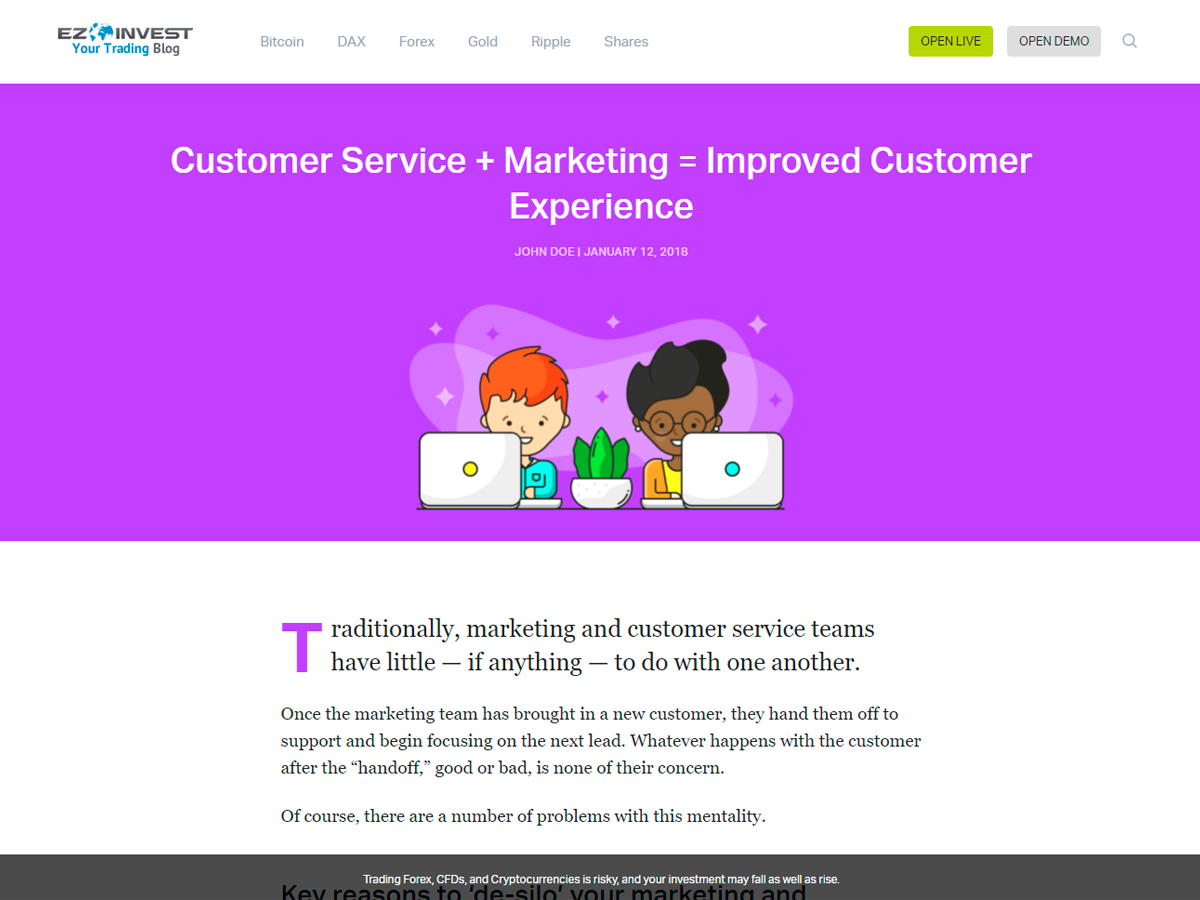 EZ INVEST
Your Trading Blog
Bitcoin DAX Forex Gold Ripple Shares
OPEN LIVE OPEN DEMO
Customer Service + Marketing = Improved Customer
Experience
JOHN DOE | JANUARY 12, 2018
Traditionally, marketing and customer service teams
have little — if anything — to do with one another.
Once the marketing team has brought in a new customer, they hand them off to
support and begin focusing on the next lead. Whatever happens with the customer
after the “handoff,” good or bad, is none of their concern.
Of course, there are a number of problems with this mentality.
Trading Forex, CFDs, and Cryptocurrencies is risky, and your investment may fall as well as rise.
Key reasons to ‘de-silo’ your marketing and